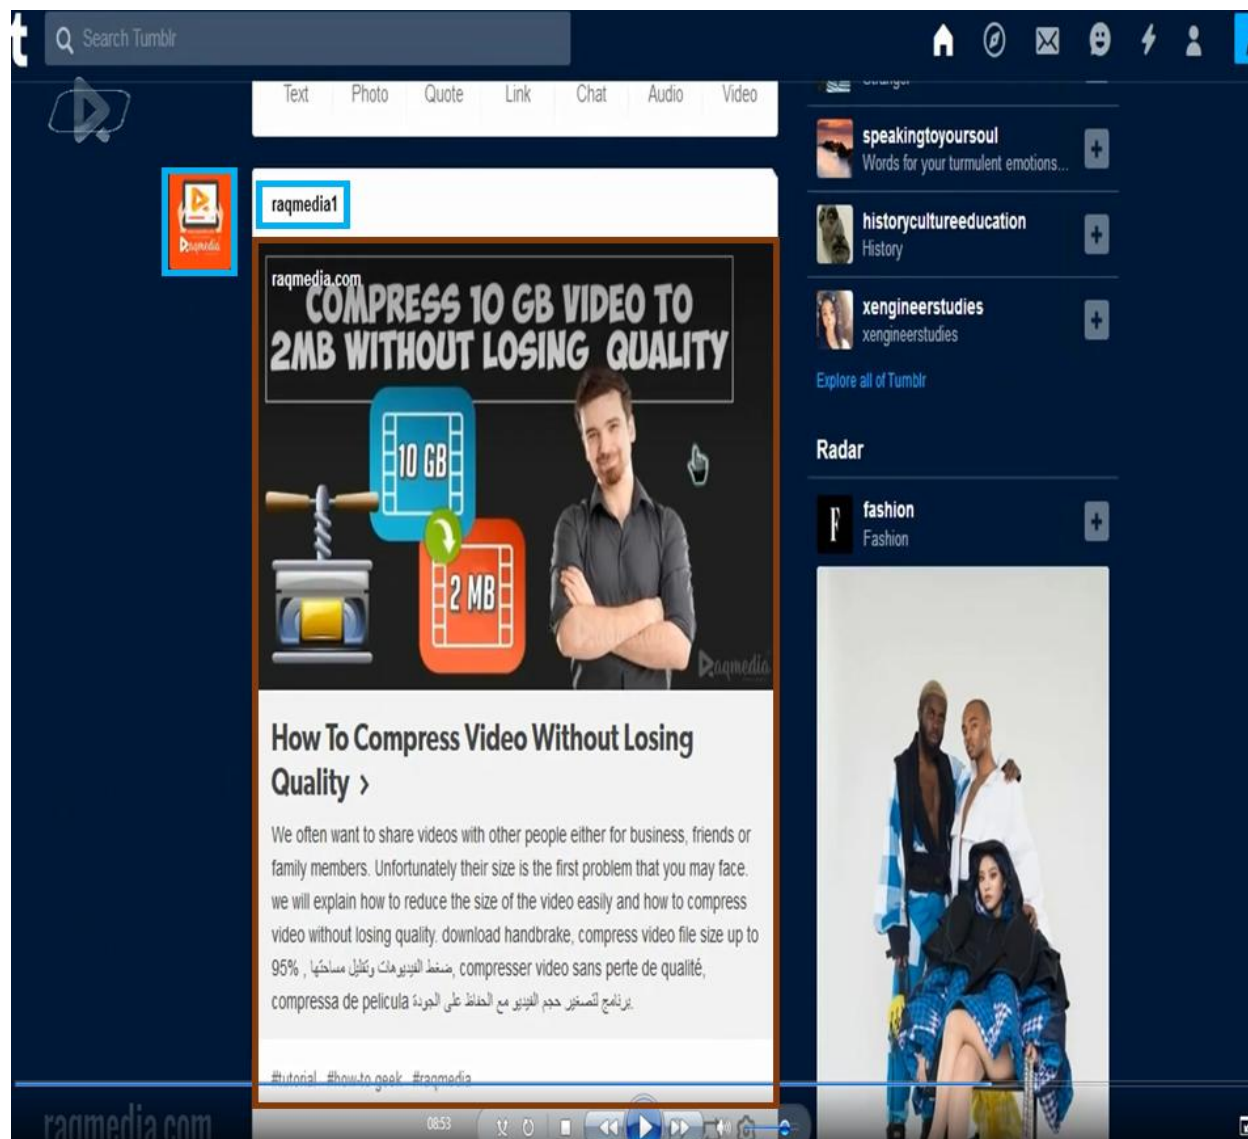 t
Search Tumblr
Text Photo Quote Link Chat Audio Video
raqmedia1
Raqmedia
raqmedia.com
COMPRESS 10 GB VIDEO TO
2MB WITHOUT LOSING QUALITY
10 GB
2 MB
Raqmedia
How To Compress Video Without Losing
Quality >
We often want to share videos with other people either for business, friends or
family members. Unfortunately their size is the first problem that you may face.
we will explain how to reduce the size of the video easily and how to compress
video without losing quality. download handbrake, compress video file size up to
95% , ضغط الفيديوهات وتقليل مساحتها, compresser video sans perte de qualité,
compressa de pelicula برنامج لتصغير حجم الفيديو مع الحفاظ على الجودة.
#tutorial #how-to geek #raqmedia
speakingtoyoursoul
Words for your turmulent emotions...
historycultureeducation
History
xengineerstudies
xengineerstudies
Explore all of Tumblr
Radar
fashion
F
Fashion
raqmedia.com
08:53